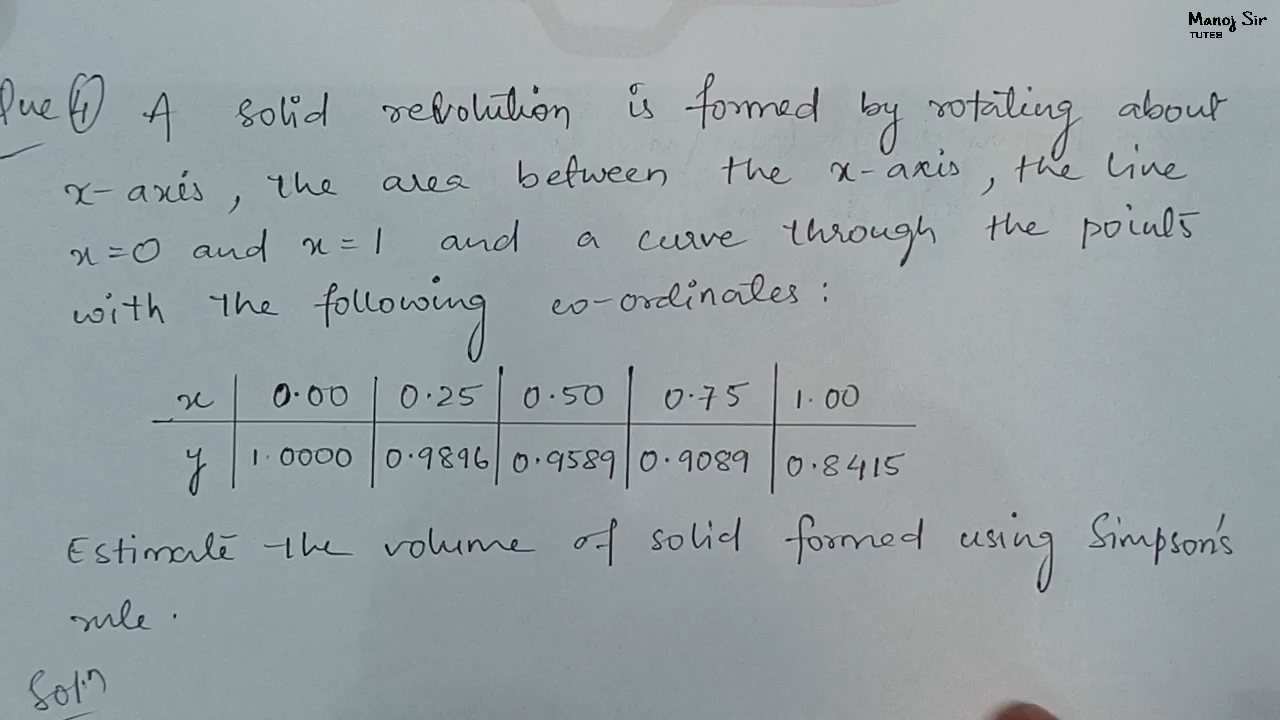 Manoj Sir
TUTES
Que 4 A solid revolution is formed by rotating about
x-axis, the area between the x-axis, the line
x=0 and x=1 and a curve through the points
with the following co-ordinates:
x 0.00 0.25 0.50 0.75 1.00
y 1.0000 0.9896 0.9589 0.9089 0.8415
Estimate the volume of solid formed using Simpson's
rule.
Solⁿ